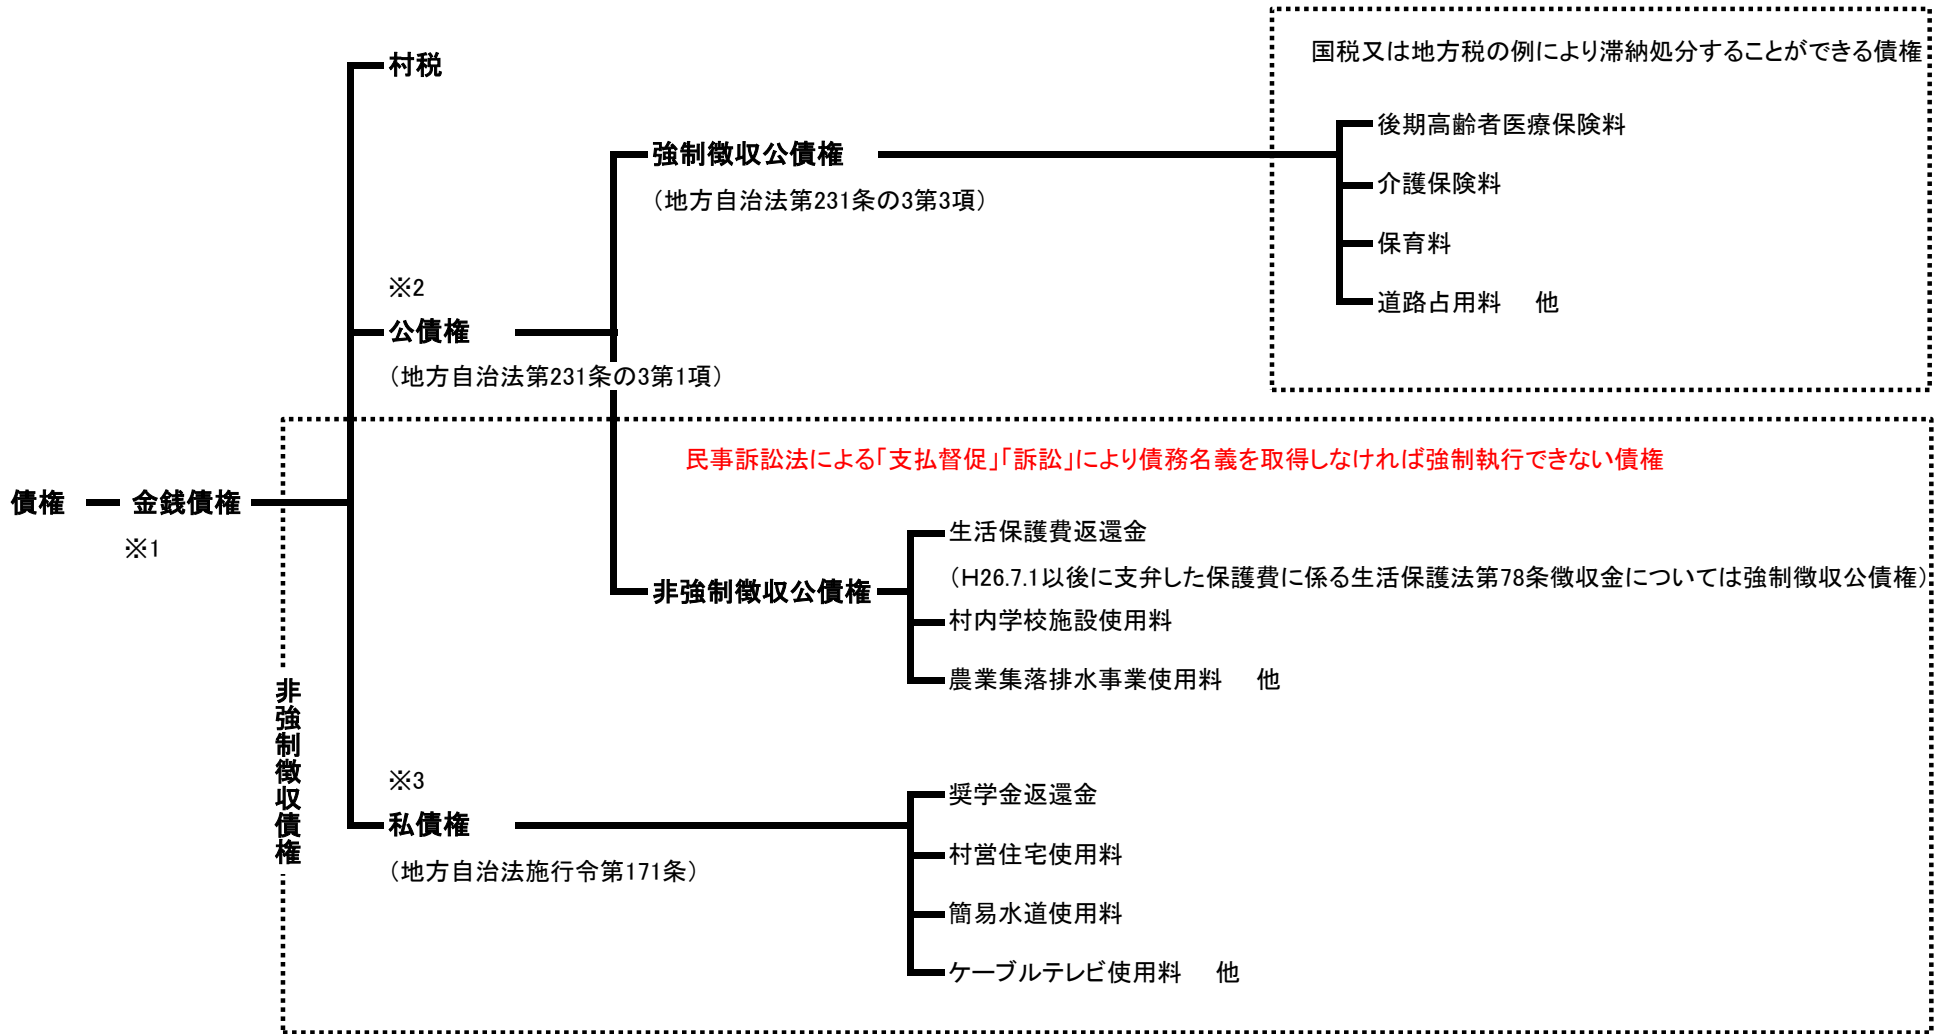 国税又は地方税の例により滞納処分することができる債権
村税
後期高齢者医療保険料
強制徴収公債権
(地方自治法第231条の3第3項)
介護保険料
保育料
※2
道路占用料 他
公債権
(地方自治法第231条の3第1項)
民事訴訟法による「支払督促」「訴訟」により債務名義を取得しなければ強制執行できない債権
債権
金銭債権
※1
生活保護費返還金
(H26.7.1以後に支弁した保護費に係る生活保護法第78条徴収金については強制徴収公債権)
非強制徴収公債権
村内学校施設使用料
農業集落排水事業使用料 他
非強制徴収債権
※3
奨学金返還金
私債権
(地方自治法施行令第171条)
村営住宅使用料
簡易水道使用料
ケーブルテレビ使用料 他